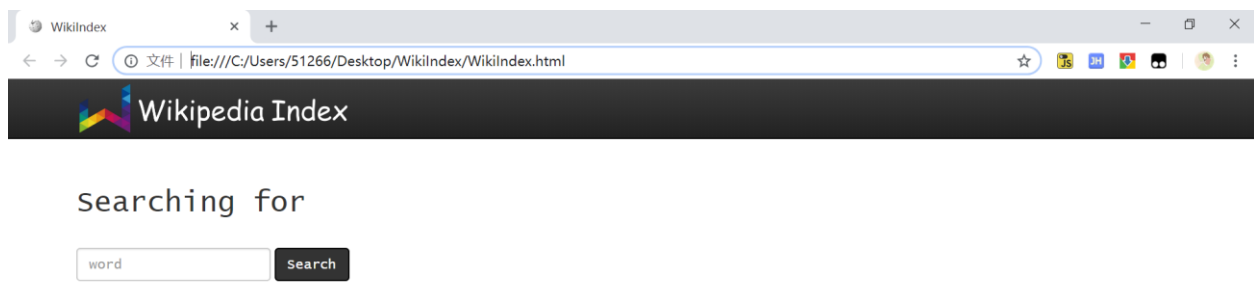 WikiIndex
文件 | file:///C:/Users/51266/Desktop/WikiIndex/WikiIndex.html
JS JH
Wikipedia Index
Searching for
word Search